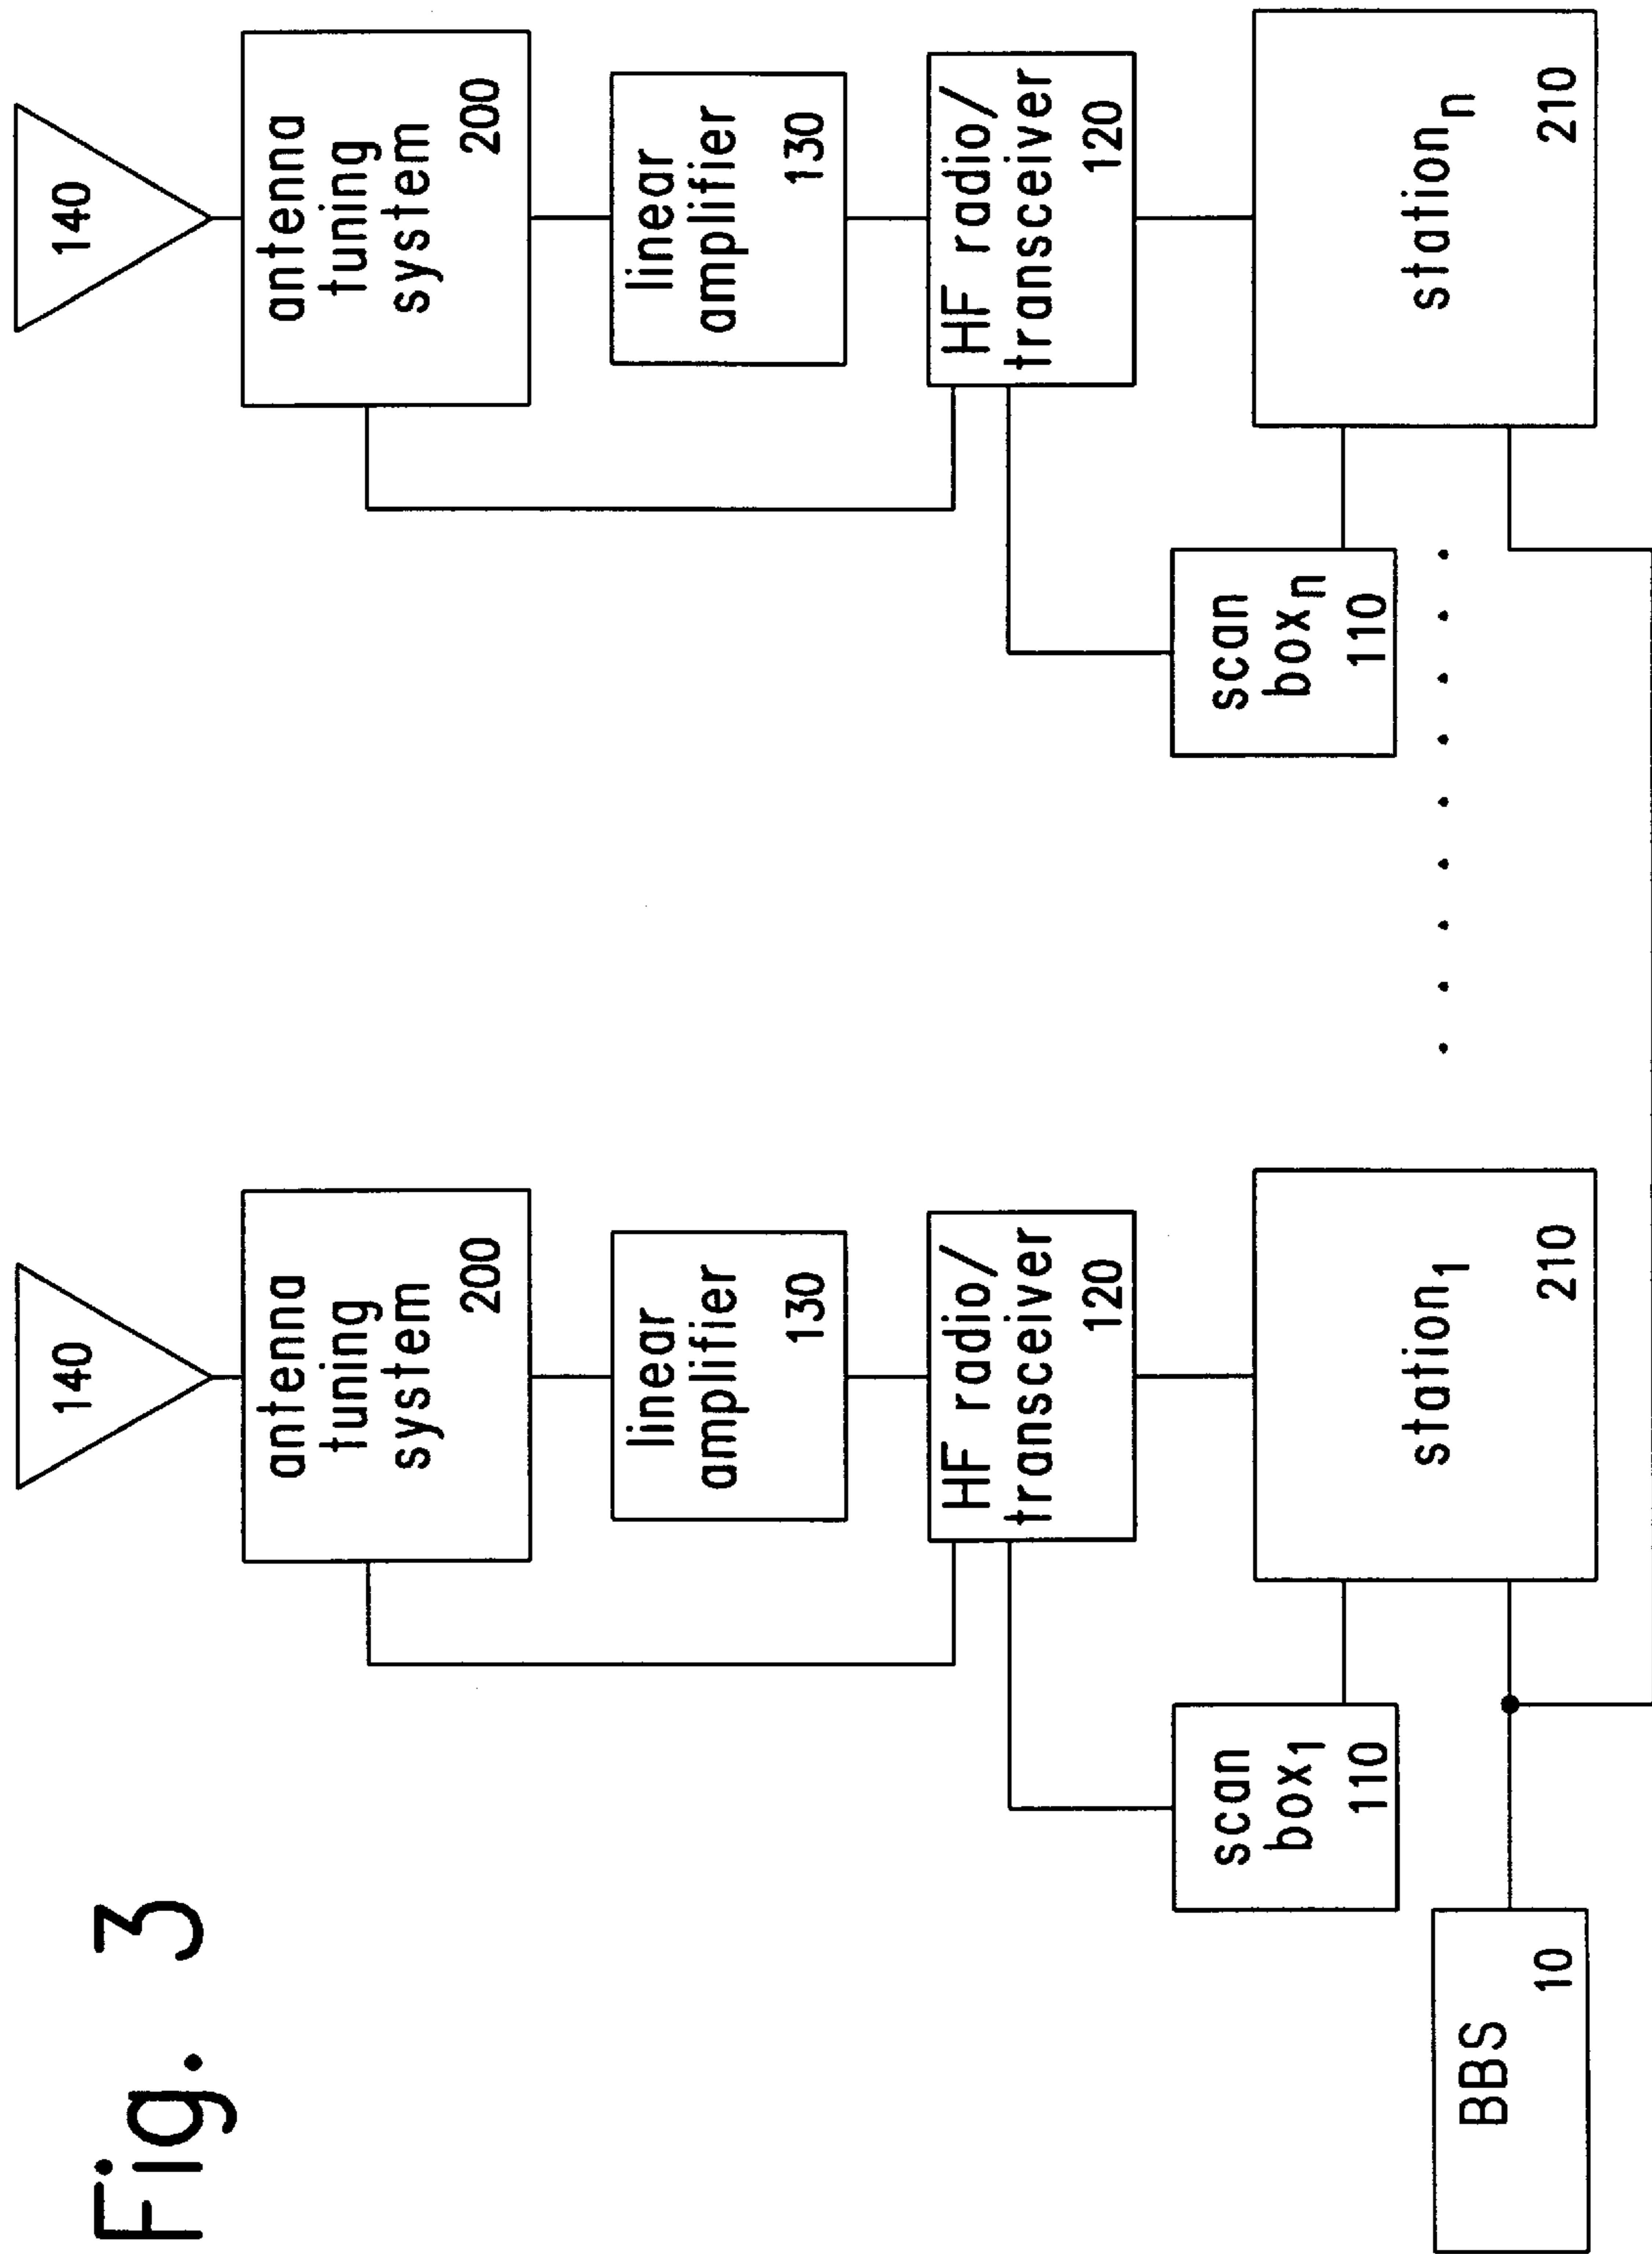 Fig. 3
140
antenna
tuning
system
200
linear
amplifier
130
HF radio/
transceiver
120
scan
box1
110
station1
210
BBS
10
140
antenna
tuning
system
200
linear
amplifier
130
HF radio/
transceiver
120
scan
boxn
110
stationn
210